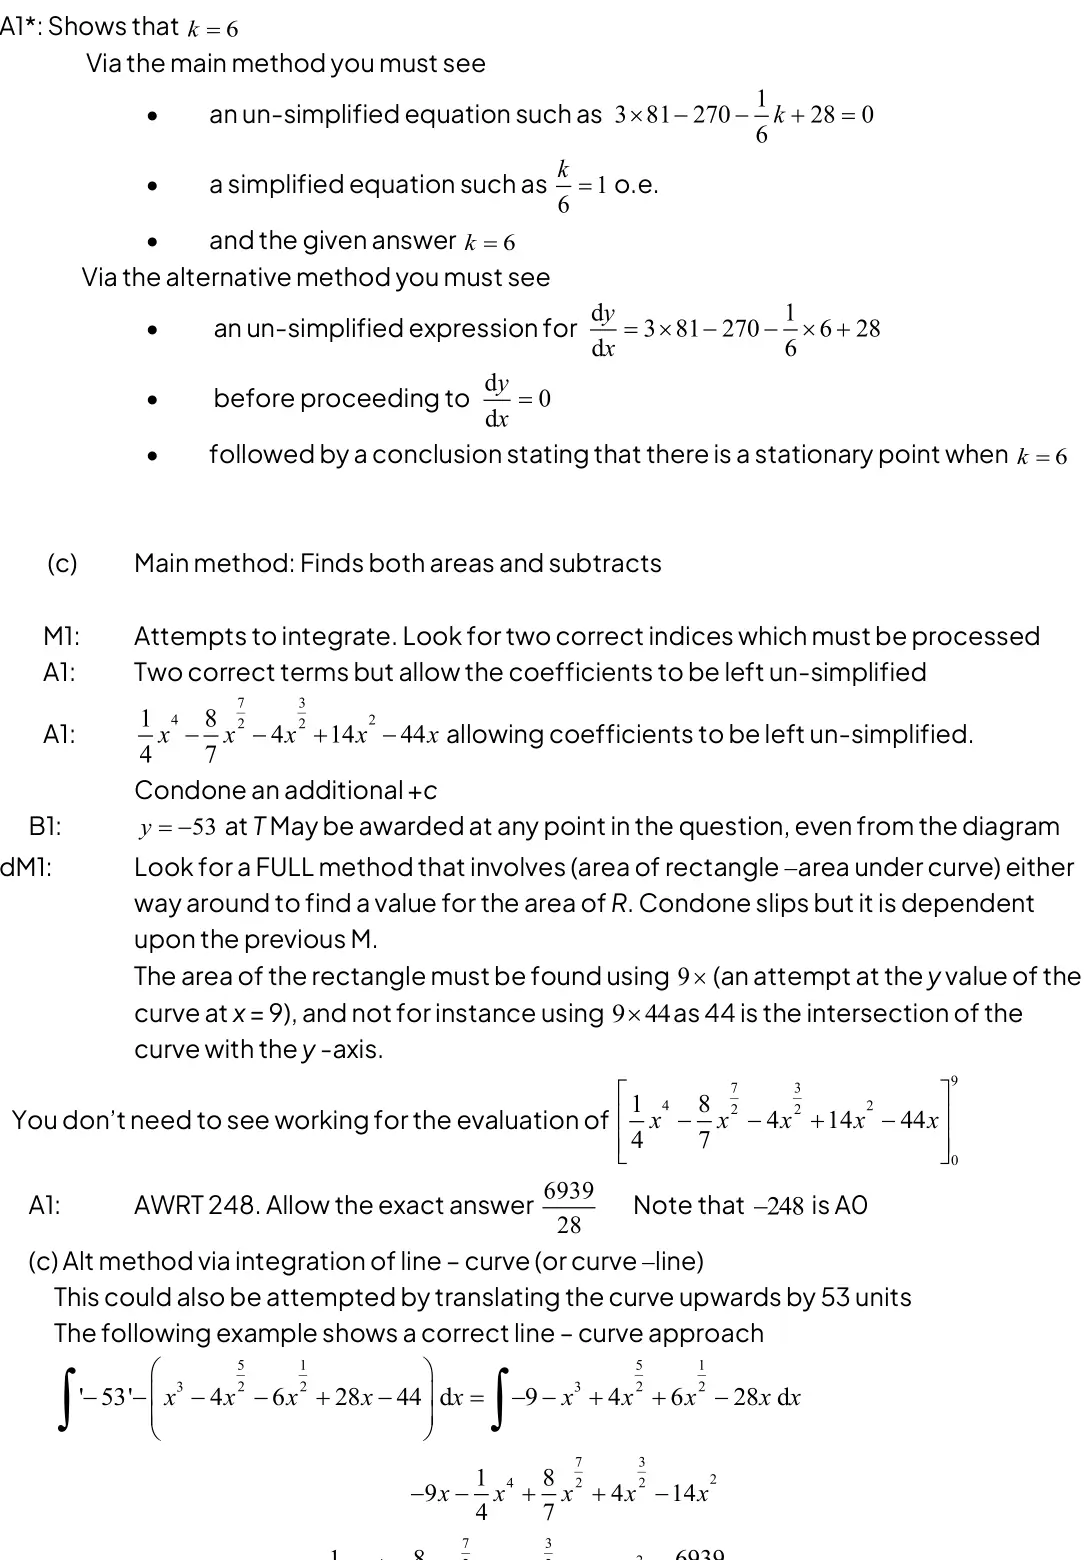 A1*: Shows that k = 6
Via the main method you must see
• an un-simplified equation such as 3×81−270−1/6 k+28=0
• a simplified equation such as k/6 = 1 o.e.
• and the given answer k = 6
Via the alternative method you must see
• an un-simplified expression for dy/dx = 3×81−270−1/6×6+28
• before proceeding to dy/dx = 0
• followed by a conclusion stating that there is a stationary point when k = 6
(c) Main method: Finds both areas and subtracts
M1: Attempts to integrate. Look for two correct indices which must be processed
A1: Two correct terms but allow the coefficients to be left un-simplified
A1: 1/4 x^4 − 8/7 x^(7/2) − 4x^(3/2) + 14x^2 − 44x allowing coefficients to be left un-simplified.
Condone an additional +c
B1: y = −53 at T May be awarded at any point in the question, even from the diagram
dM1: Look for a FULL method that involves (area of rectangle −area under curve) either
way around to find a value for the area of R. Condone slips but it is dependent
upon the previous M.
The area of the rectangle must be found using 9× (an attempt at the y value of the
curve at x = 9), and not for instance using 9×44 as 44 is the intersection of the
curve with the y -axis.
You don't need to see working for the evaluation of [1/4 x^4 − 8/7 x^(7/2) − 4x^(3/2) + 14x^2 − 44x]_0^9
A1: AWRT 248. Allow the exact answer 6939/28 Note that −248 is A0
(c) Alt method via integration of line – curve (or curve −line)
This could also be attempted by translating the curve upwards by 53 units
The following example shows a correct line – curve approach
∫'−53'−(x^3 − 4x^(5/2) − 6x^(1/2) + 28x − 44) dx = ∫−9 − x^3 + 4x^(5/2) + 6x^(1/2) − 28x dx
−9x − 1/4 x^4 + 8/7 x^(7/2) + 4x^(3/2) − 14x^2